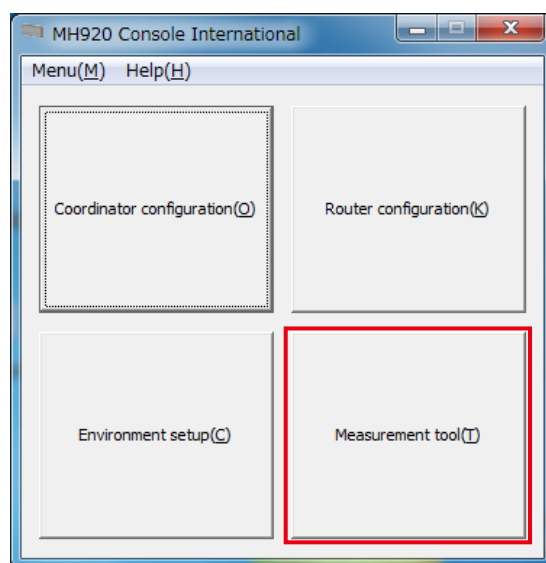 MH920 Console International
Menu(M) Help(H)
Coordinator configuration(O)
Router configuration(K)
Environment setup(C)
Measurement tool(T)